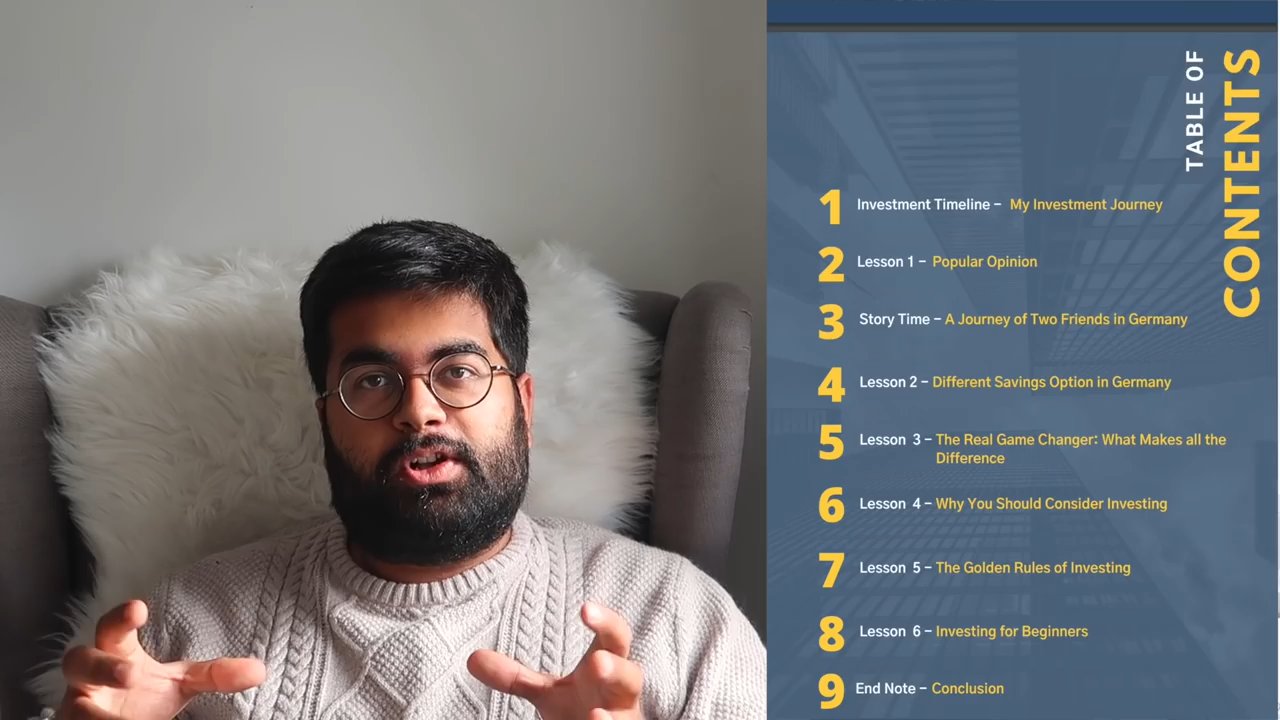 TABLE OF
CONTENTS
1 Investment Timeline – My Investment Journey
2 Lesson 1 – Popular Opinion
3 Story Time – A Journey of Two Friends in Germany
4 Lesson 2 – Different Savings Option in Germany
5 Lesson 3 – The Real Game Changer: What Makes all the
Difference
6 Lesson 4 – Why You Should Consider Investing
7 Lesson 5 – The Golden Rules of Investing
8 Lesson 6 – Investing for Beginners
9 End Note – Conclusion